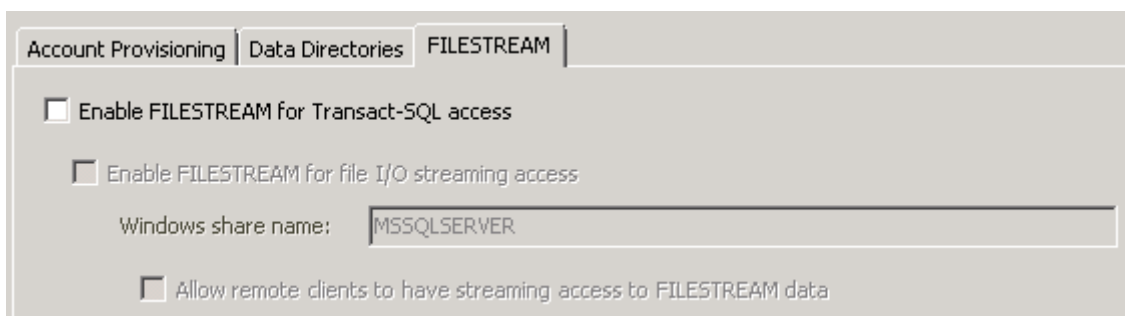 Account Provisioning Data Directories FILESTREAM
Enable FILESTREAM for Transact-SQL access
Enable FILESTREAM for file I/O streaming access
Windows share name: MSSQLSERVER
Allow remote clients to have streaming access to FILESTREAM data